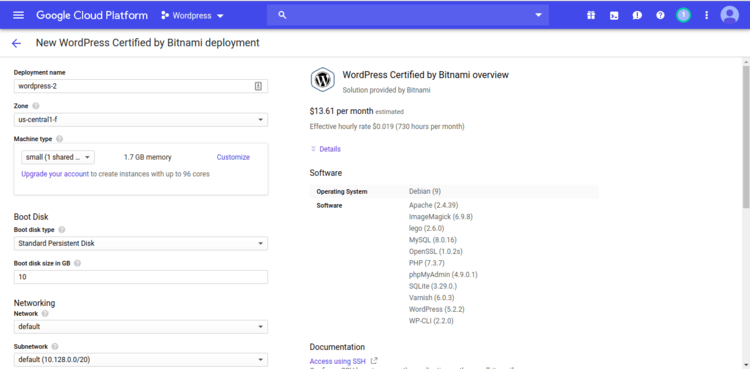 Google Cloud Platform
Wordpress
1
New WordPress Certified by Bitnami deployment
Deployment name
wordpress-2
Zone
us-central1-f
Machine type
small (1 shared ...
1.7 GB memory
Customize
Upgrade your account to create instances with up to 96 cores
Boot Disk
Boot disk type
Standard Persistent Disk
Boot disk size in GB
10
Networking
Network
default
Subnetwork
default (10.128.0.0/20)
WordPress Certified by Bitnami overview
Solution provided by Bitnami
$13.61 per month estimated
Effective hourly rate $0.019 (730 hours per month)
Details
Software
Operating System Debian (9)
Software Apache (2.4.39)
ImageMagick (6.9.8)
lego (2.6.0)
MySQL (8.0.16)
OpenSSL (1.0.2s)
PHP (7.3.7)
phpMyAdmin (4.9.0.1)
SQLite (3.29.0.)
Varnish (6.0.3)
WordPress (5.2.2)
WP-CLI (2.2.0)
Documentation
Access using SSH